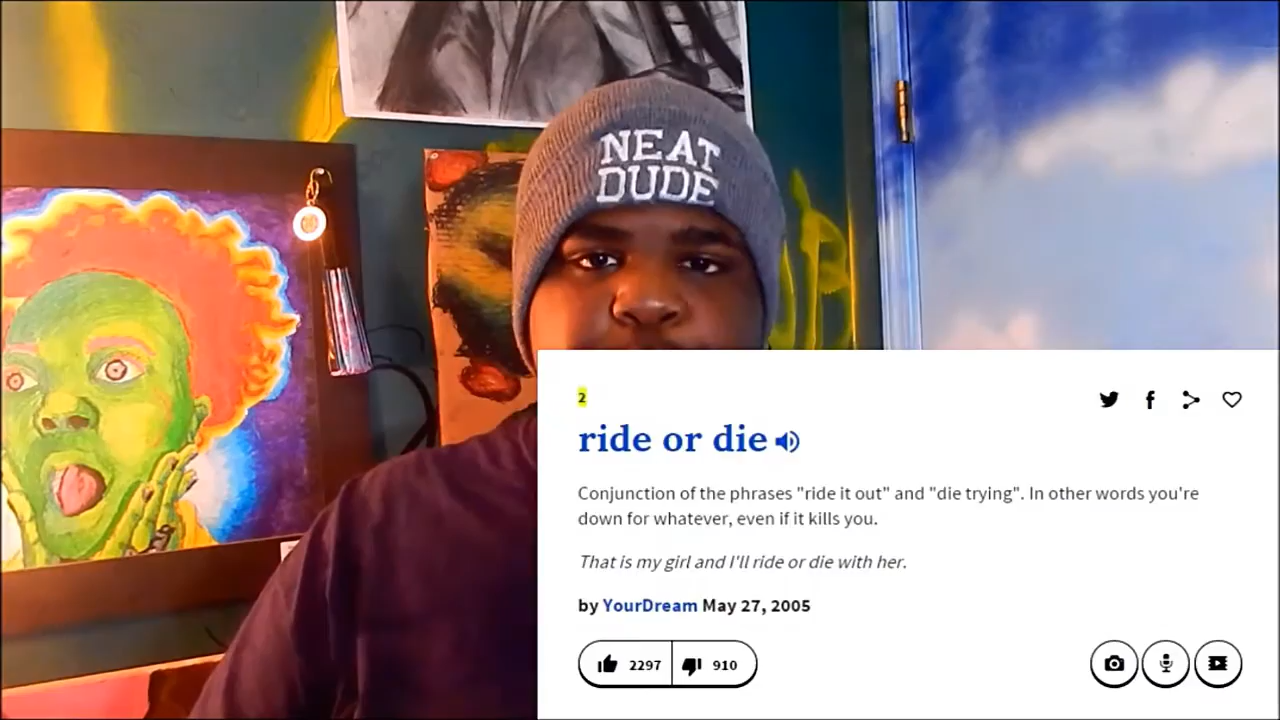 NEAT
DUDE
2
ride or die
Conjunction of the phrases "ride it out" and "die trying". In other words you're
down for whatever, even if it kills you.
That is my girl and I'll ride or die with her.
by YourDream May 27, 2005
2297 910